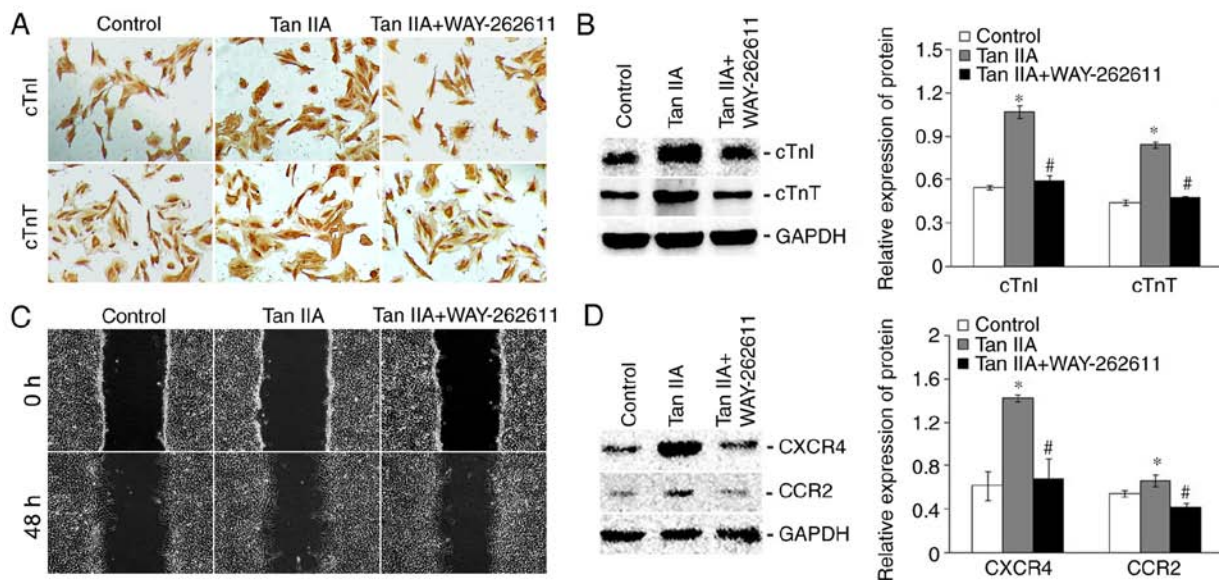 A
Control
Tan IIA
Tan IIA+WAY-262611
cTnI
cTnT
B
Control
Tan IIA
Tan IIA+
WAY-262611
- cTnI
- cTnT
- GAPDH
Relative expression of protein
1.5
1.2
0.9
0.6
0.3
0
Control
Tan IIA
Tan IIA+WAY-262611
*
#
*
#
cTnI
cTnT
C
Control
Tan IIA
Tan IIA+WAY-262611
0 h
48 h
D
Control
Tan IIA
Tan IIA+
WAY-262611
- CXCR4
- CCR2
- GAPDH
Relative expression of protein
2
1.6
1.2
0.8
0.4
0
Control
Tan IIA
Tan IIA+WAY-262611
*
#
*
#
CXCR4
CCR2